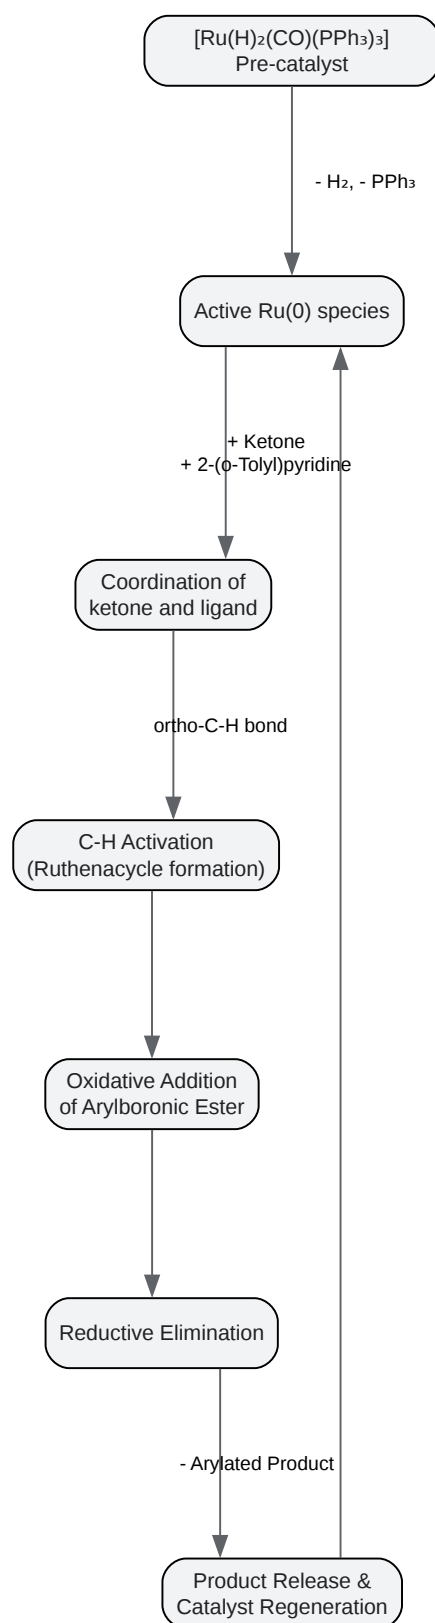 [Ru(H)₂(CO)(PPh₃)₃]
Pre-catalyst
- H₂, - PPh₃
Active Ru(0) species
+ Ketone
+ 2-(o-Tolyl)pyridine
Coordination of
ketone and ligand
ortho-C-H bond
C-H Activation
(Ruthenacycle formation)
Oxidative Addition
of Arylboronic Ester
Reductive Elimination
- Arylated Product
Product Release &
Catalyst Regeneration